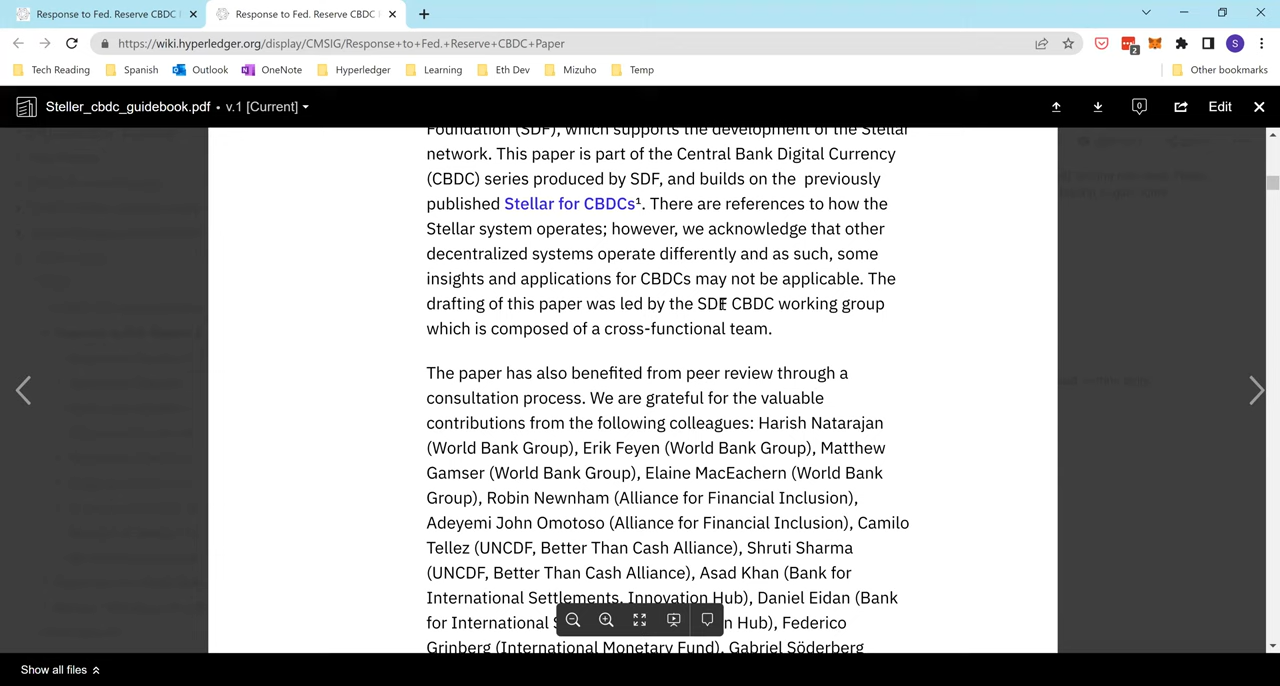 Response to Fed. Reserve CBDC
Response to Fed. Reserve CBDC
https://wiki.hyperledger.org/display/CMSIG/Response+to+Fed.+Reserve+CBDC+Paper
2
S
Tech Reading
Spanish
Outlook
OneNote
Hyperledger
Learning
Eth Dev
Mizuho
Temp
Other bookmarks
Steller_cbdc_guidebook.pdf • v.1 [Current]
0
Edit
Foundation (SDF), which supports the development of the Stellar
network. This paper is part of the Central Bank Digital Currency
(CBDC) series produced by SDF, and builds on the previously
published Stellar for CBDCs¹. There are references to how the
Stellar system operates; however, we acknowledge that other
decentralized systems operate differently and as such, some
insights and applications for CBDCs may not be applicable. The
drafting of this paper was led by the SDF CBDC working group
which is composed of a cross-functional team.
The paper has also benefited from peer review through a
consultation process. We are grateful for the valuable
contributions from the following colleagues: Harish Natarajan
(World Bank Group), Erik Feyen (World Bank Group), Matthew
Gamser (World Bank Group), Elaine MacEachern (World Bank
Group), Robin Newnham (Alliance for Financial Inclusion),
Adeyemi John Omotoso (Alliance for Financial Inclusion), Camilo
Tellez (UNCDF, Better Than Cash Alliance), Shruti Sharma
(UNCDF, Better Than Cash Alliance), Asad Khan (Bank for
International Settlements, Innovation Hub), Daniel Eidan (Bank
for International S n Hub), Federico
Grinberg (International Monetary Fund), Gabriel Söderberg
Show all files